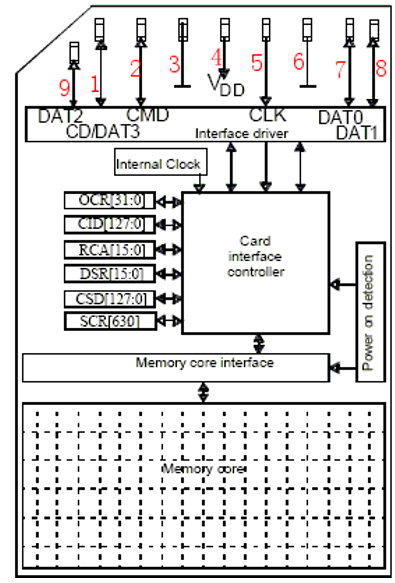 1 2 3 4 5 6 7 8
9
VDD
DAT2 CMD CLK DAT0
CD/DAT3 Interface driver DAT1
Internal Clock
OCR[31:0]
CID[127:0]
RCA[15:0]
DSR[15:0]
CSD[127:0]
SCR[630]
Card
interface
controller
Power on detection
Memory core interface
Memory core